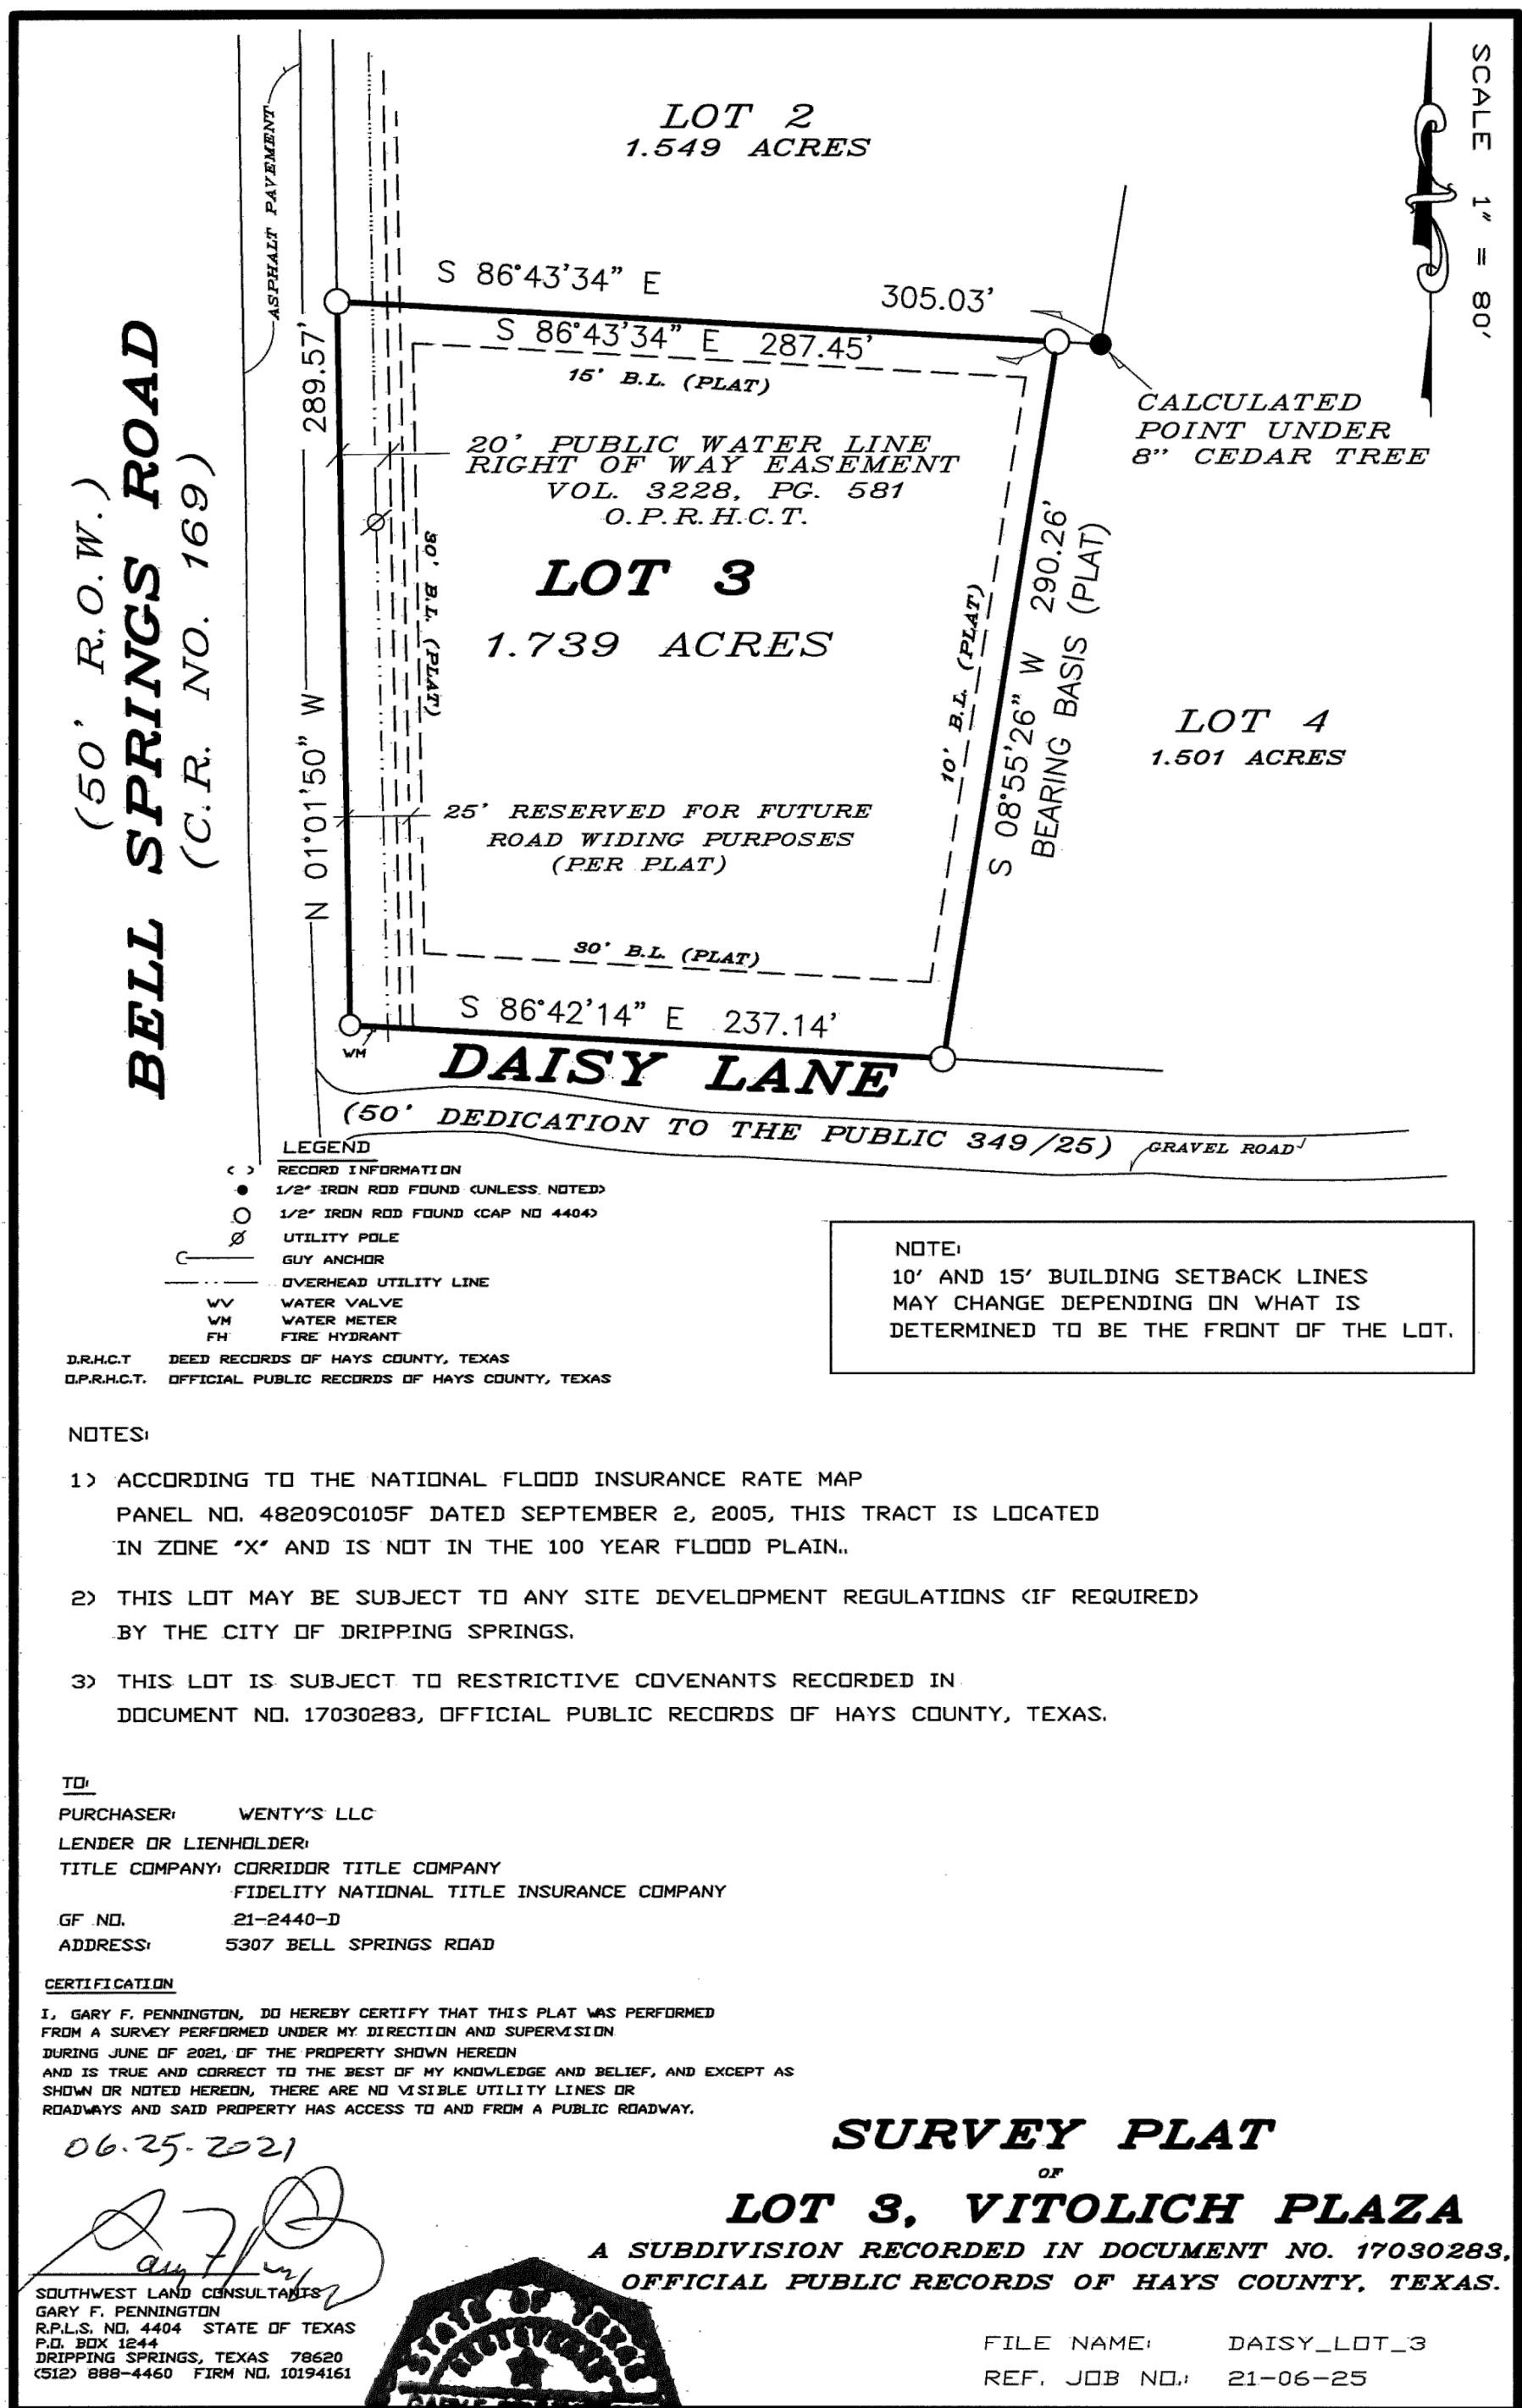 SCALE 1" = 80'
LOT 2
1.549 ACRES
ASPHALT PAVEMENT
S 86°43'34" E 305.03'
S 86°43'34" E 287.45'
15' B.L. (PLAT)
CALCULATED
POINT UNDER
8" CEDAR TREE
20' PUBLIC WATER LINE
RIGHT OF WAY EASEMENT
VOL. 3228, PG. 581
O.P.R.H.C.T.
(50' R.O.W.)
BELL SPRINGS ROAD
(C.R. NO. 169)
N 01°01'50" W 289.57'
30' B.L. (PLAT)
LOT 3
1.739 ACRES
10' B.L. (PLAT)
S 08°55'26" W 290.26'
BEARING BASIS (PLAT)
LOT 4
1.501 ACRES
25' RESERVED FOR FUTURE
ROAD WIDING PURPOSES
(PER PLAT)
30' B.L. (PLAT)
S 86°42'14" E 237.14'
WM
DAISY LANE
(50' DEDICATION TO THE PUBLIC 349/25)
GRAVEL ROAD
LEGEND
( ) RECORD INFORMATION
1/2" IRON ROD FOUND (UNLESS NOTED)
1/2" IRON ROD FOUND (CAP NO 4404)
UTILITY POLE
GUY ANCHOR
OVERHEAD UTILITY LINE
WV WATER VALVE
WM WATER METER
FH FIRE HYDRANT
D.R.H.C.T DEED RECORDS OF HAYS COUNTY, TEXAS
O.P.R.H.C.T. OFFICIAL PUBLIC RECORDS OF HAYS COUNTY, TEXAS
NOTE:
10' AND 15' BUILDING SETBACK LINES
MAY CHANGE DEPENDING ON WHAT IS
DETERMINED TO BE THE FRONT OF THE LOT.
NOTES:
1) ACCORDING TO THE NATIONAL FLOOD INSURANCE RATE MAP
PANEL NO. 48209C0105F DATED SEPTEMBER 2, 2005, THIS TRACT IS LOCATED
IN ZONE "X" AND IS NOT IN THE 100 YEAR FLOOD PLAIN..
2) THIS LOT MAY BE SUBJECT TO ANY SITE DEVELOPMENT REGULATIONS (IF REQUIRED)
BY THE CITY OF DRIPPING SPRINGS.
3) THIS LOT IS SUBJECT TO RESTRICTIVE COVENANTS RECORDED IN
DOCUMENT NO. 17030283, OFFICIAL PUBLIC RECORDS OF HAYS COUNTY, TEXAS.
TO:
PURCHASER: WENTY'S LLC
LENDER OR LIENHOLDER:
TITLE COMPANY: CORRIDOR TITLE COMPANY
FIDELITY NATIONAL TITLE INSURANCE COMPANY
GF NO. 21-2440-D
ADDRESS: 5307 BELL SPRINGS ROAD
CERTIFICATION
I, GARY F. PENNINGTON, DO HEREBY CERTIFY THAT THIS PLAT WAS PERFORMED
FROM A SURVEY PERFORMED UNDER MY DIRECTION AND SUPERVISION
DURING JUNE OF 2021, OF THE PROPERTY SHOWN HEREON
AND IS TRUE AND CORRECT TO THE BEST OF MY KNOWLEDGE AND BELIEF, AND EXCEPT AS
SHOWN OR NOTED HEREON, THERE ARE NO VISIBLE UTILITY LINES OR
ROADWAYS AND SAID PROPERTY HAS ACCESS TO AND FROM A PUBLIC ROADWAY.
06.25.2021
SOUTHWEST LAND CONSULTANTS
GARY F. PENNINGTON
R.P.L.S. NO. 4404 STATE OF TEXAS
P.O. BOX 1244
DRIPPING SPRINGS, TEXAS 78620
(512) 888-4460 FIRM NO. 10194161
STATE OF TEXAS
SURVEY PLAT
OF
LOT 3, VITOLICH PLAZA
A SUBDIVISION RECORDED IN DOCUMENT NO. 17030283,
OFFICIAL PUBLIC RECORDS OF HAYS COUNTY, TEXAS.
FILE NAME: DAISY_LOT_3
REF. JOB NO.: 21-06-25